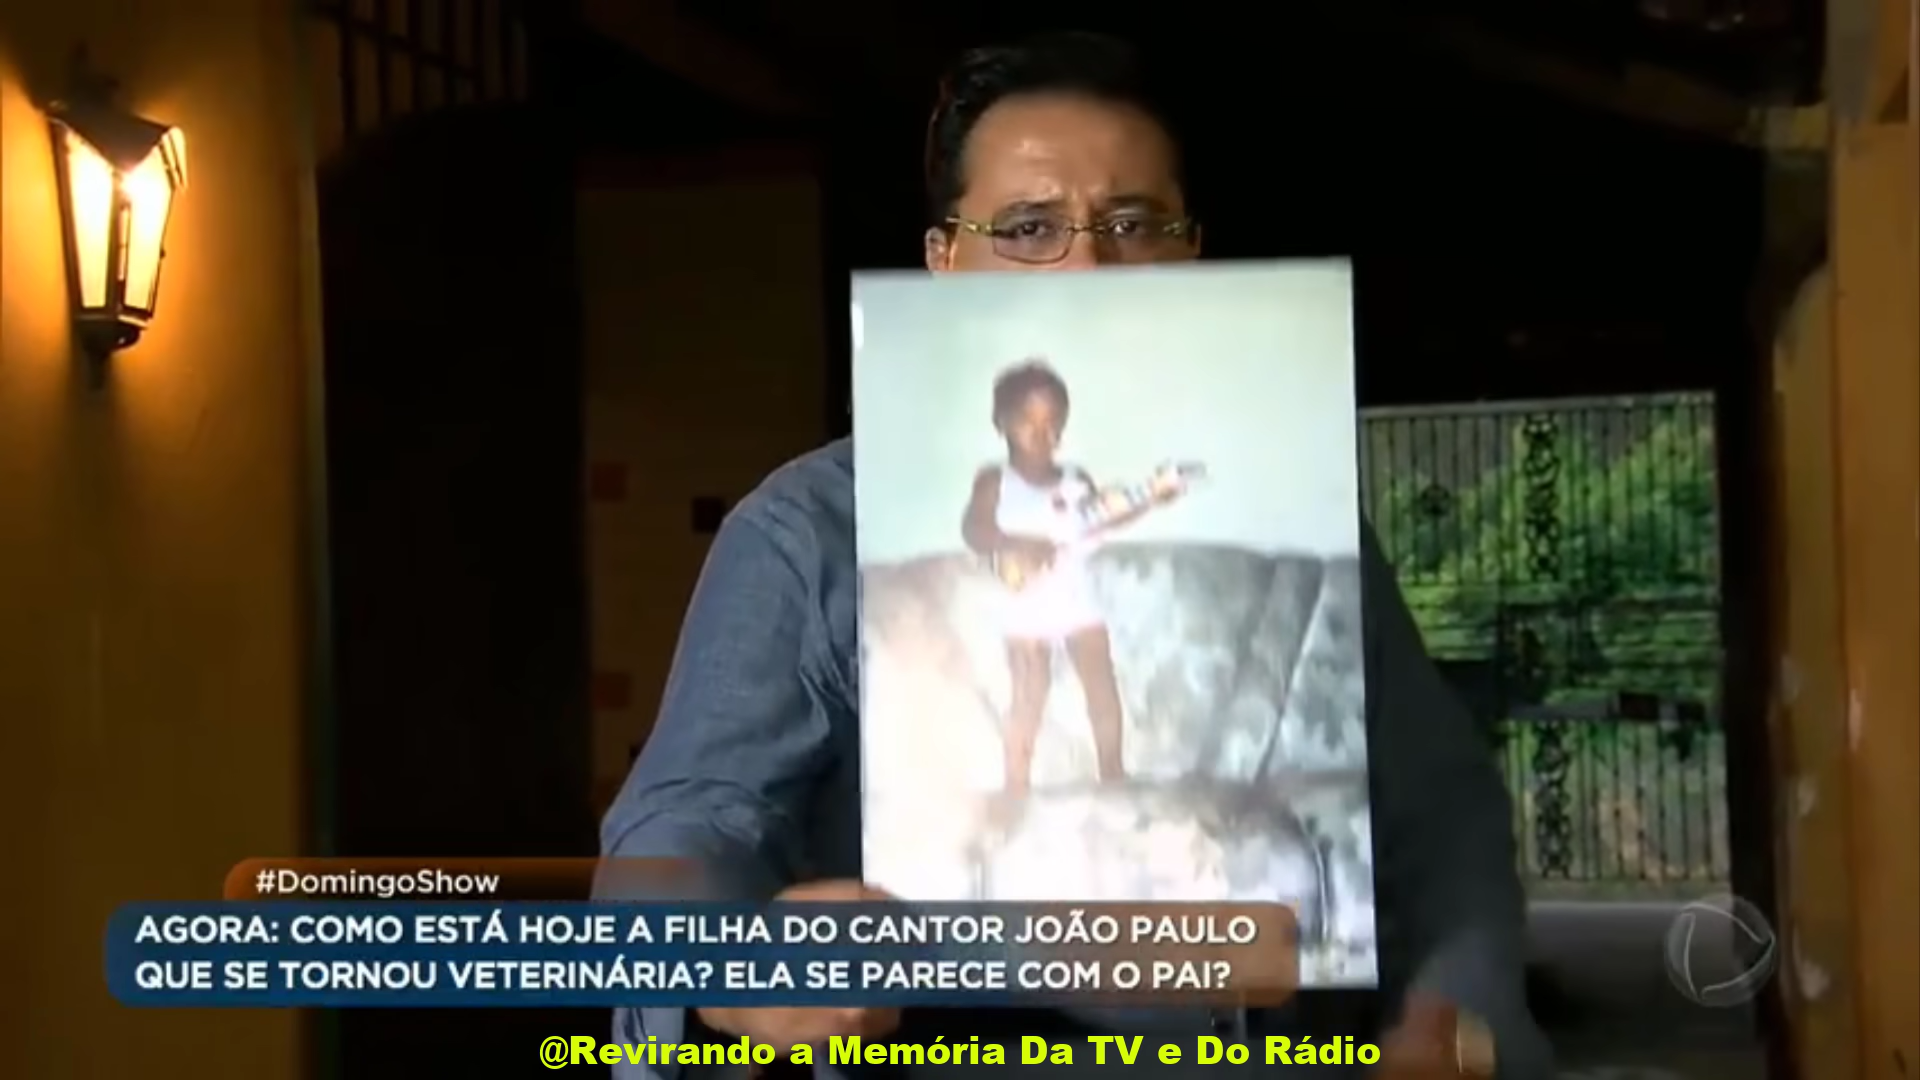 #DomingoShow
AGORA: COMO ESTÁ HOJE A FILHA DO CANTOR JOÃO PAULO
QUE SE TORNOU VETERINÁRIA? ELA SE PARECE COM O PAI?
@Revirando a Memória Da TV e Do Rádio